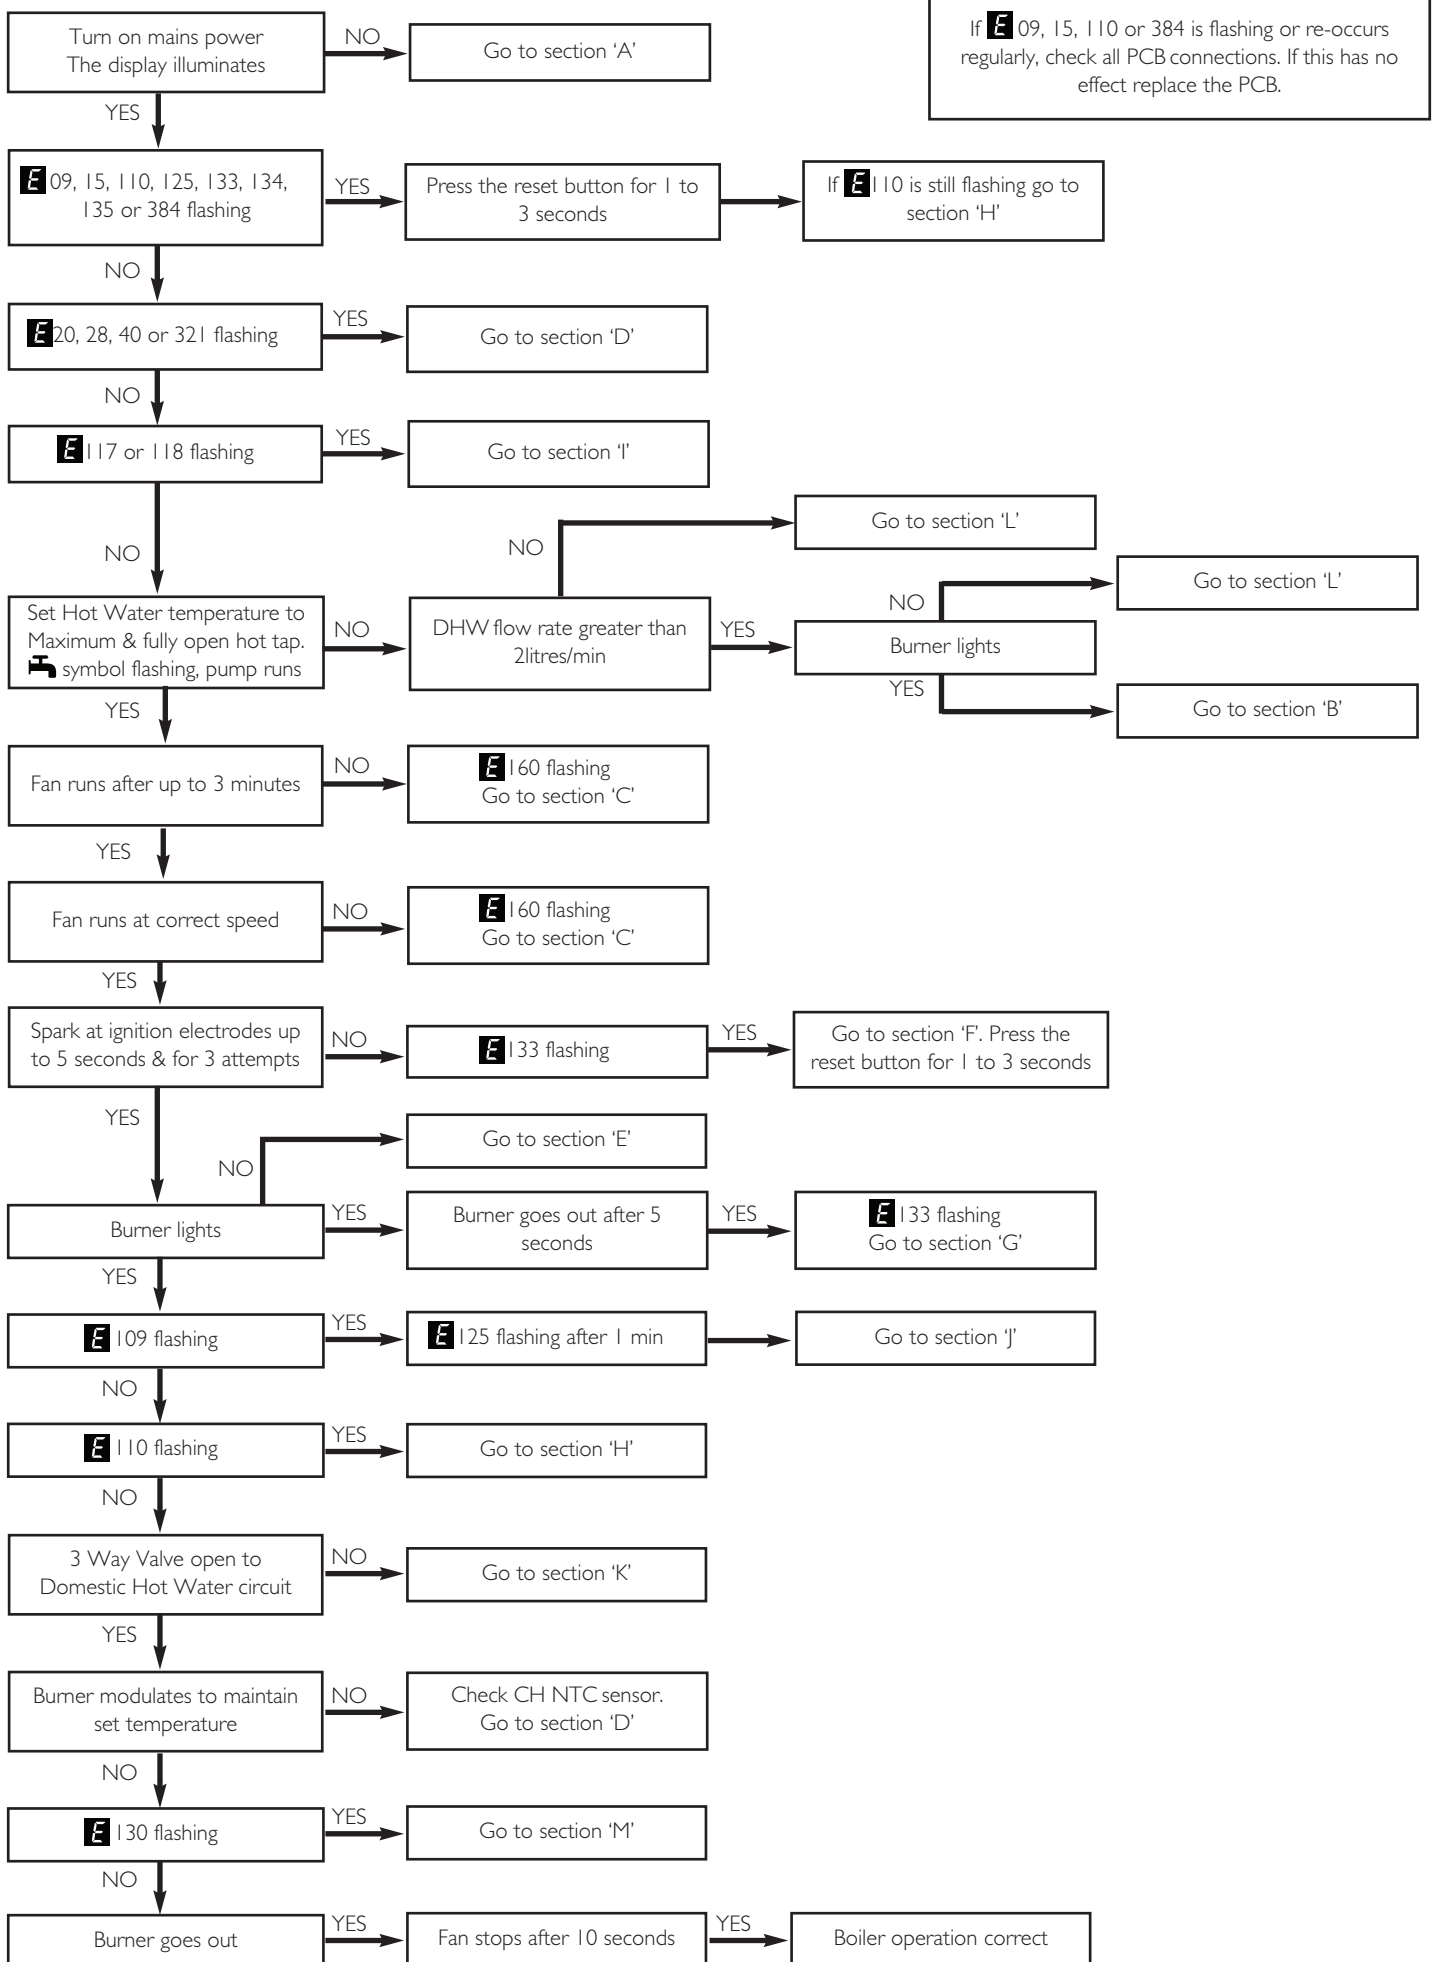 Turn on mains power
The display illuminates
NO
Go to section ‘A’
If E 09, 15, 110 or 384 is flashing or re-occurs
regularly, check all PCB connections. If this has no
effect replace the PCB.
YES
E 09, 15, 110, 125, 133, 134,
135 or 384 flashing
YES
Press the reset button for 1 to
3 seconds
If E 110 is still flashing go to
section ‘H’
NO
E 20, 28, 40 or 321 flashing
YES
Go to section ‘D’
NO
E 117 or 118 flashing
YES
Go to section ‘I’
NO
Set Hot Water temperature to
Maximum & fully open hot tap.
symbol flashing, pump runs
NO
DHW flow rate greater than
2litres/min
NO
Go to section ‘L’
YES
Burner lights
NO
Go to section ‘L’
YES
Go to section ‘B’
YES
Fan runs after up to 3 minutes
NO
E 160 flashing
Go to section ‘C’
YES
Fan runs at correct speed
NO
E 160 flashing
Go to section ‘C’
YES
Spark at ignition electrodes up
to 5 seconds & for 3 attempts
NO
E 133 flashing
YES
Go to section ‘F’. Press the
reset button for 1 to 3 seconds
YES
Burner lights
NO
Go to section ‘E’
YES
Burner goes out after 5
seconds
YES
E 133 flashing
Go to section ‘G’
YES
E 109 flashing
YES
E 125 flashing after 1 min
Go to section ‘J’
NO
E 110 flashing
YES
Go to section ‘H’
NO
3 Way Valve open to
Domestic Hot Water circuit
NO
Go to section ‘K’
YES
Burner modulates to maintain
set temperature
NO
Check CH NTC sensor.
Go to section ‘D’
NO
E 130 flashing
YES
Go to section ‘M’
NO
Burner goes out
YES
Fan stops after 10 seconds
YES
Boiler operation correct